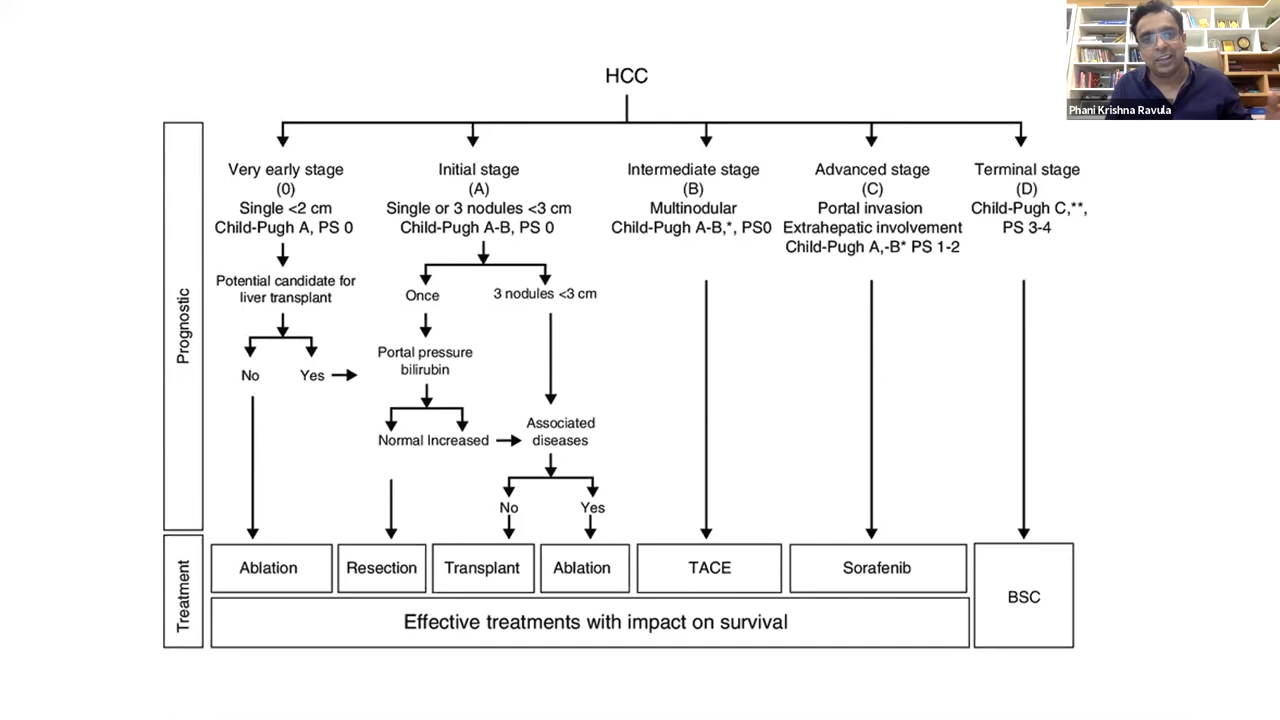 Phani Krishna Ravula
HCC
Prognostic
Very early stage
(0)
Single <2 cm
Child-Pugh A, PS 0
Potential candidate for
liver transplant
No
Yes
Initial stage
(A)
Single or 3 nodules <3 cm
Child-Pugh A-B, PS 0
Once
3 nodules <3 cm
Portal pressure
bilirubin
Normal
Increased
Associated
diseases
No
Yes
Intermediate stage
(B)
Multinodular
Child-Pugh A-B,*, PS0
Advanced stage
(C)
Portal invasion
Extrahepatic involvement
Child-Pugh A,-B* PS 1-2
Terminal stage
(D)
Child-Pugh C,**,
PS 3-4
Treatment
Ablation
Resection
Transplant
Ablation
TACE
Sorafenib
BSC
Effective treatments with impact on survival